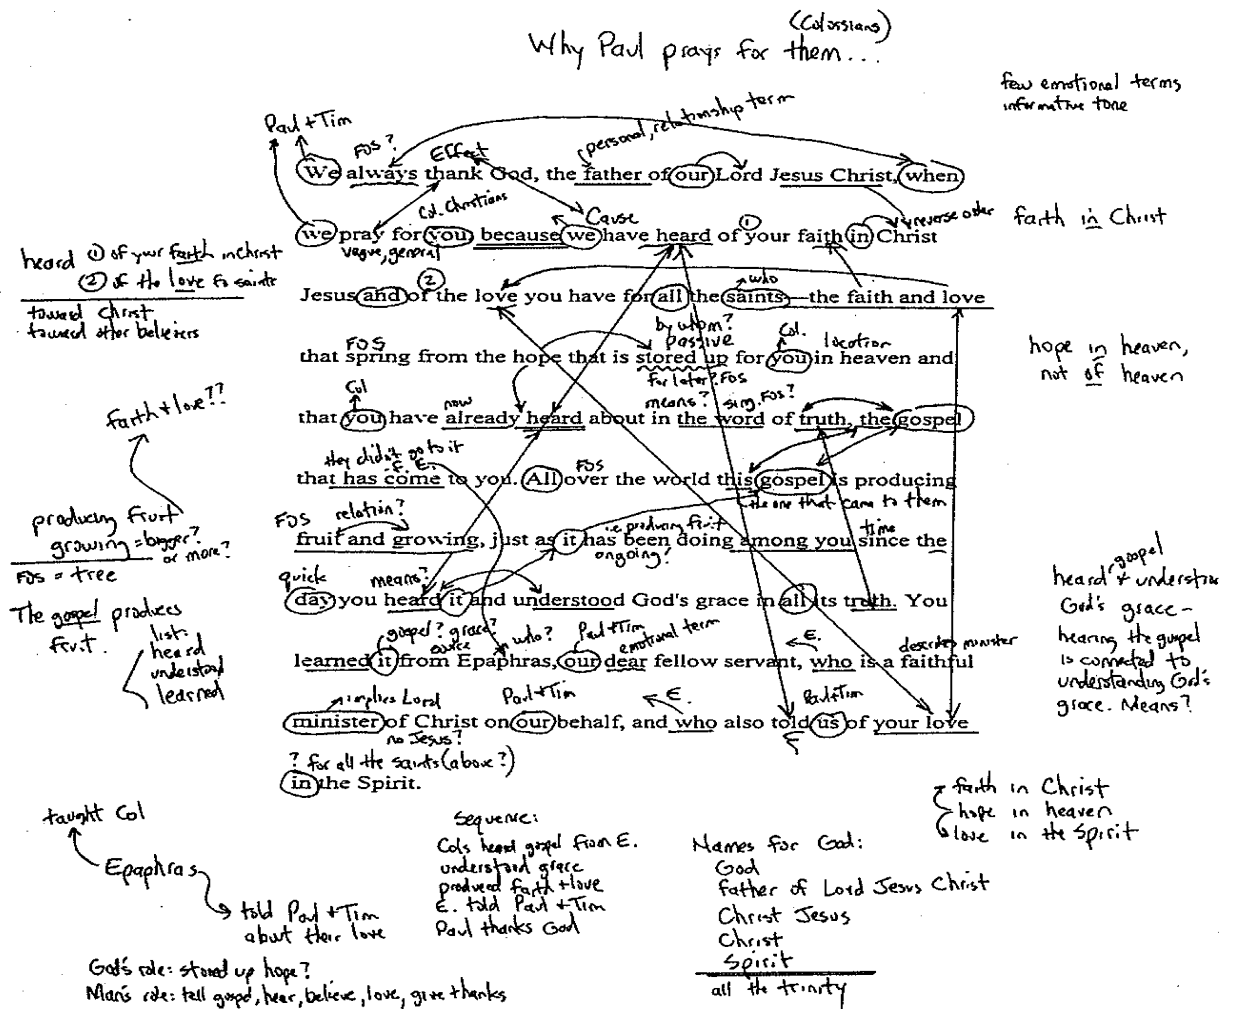 (Colossians)
Why Paul prays for them...
few emotional terms
informative tone
Paul + Tim
FOS?
Effect
personal, relationship term
We always thank God, the father of our Lord Jesus Christ, when
Col. Christians
Cause
①
reverse order
faith in Christ
we pray for you, because we have heard of your faith in Christ
vague, general
heard ① of your faith in Christ
② of the love fo saints
toward Christ
toward other believers
②
who
Jesus and of the love you have for all the saints—the faith and love
by whom?
passive
Col.
location
FOS
that spring from the hope that is stored up for you in heaven and
for later? FOS
hope in heaven,
not of heaven
Col
now
means?
sing. FOS?
that you have already heard about in the word of truth, the gospel
faith + love??
they didn't go to it
E. E.
FOS
that has come to you. All over the world this gospel is producing
the one that came to them
producing fruit
growing = bigger?
or more?
FOS = tree
FOS
relation?
i.e. producing fruit
time
fruit and growing, just as it has been doing among you since the
ongoing!
The gospel produces
fruit.
list:
heard
understood
learned
quick
means?
day you heard it and understood God's grace in all its truth. You
gospel? grace?
source
who?
Paul + Tim
emotional term
E.
describes minister
learned it from Epaphras, our dear fellow servant, who is a faithful
gospel
heard + understood
God's grace -
hearing the gospel
is connected to
understanding God's
grace. Means?
implies Lord
Paul + Tim
E.
Paul + Tim
minister of Christ on our behalf, and who also told us of your love
no Jesus?
E
? for all the saints (above?)
in the Spirit.
faith in Christ
hope in heaven
love in the Spirit
taught Col
Epaphras
told Paul + Tim
about their love
Sequence:
Cols heard gospel from E.
understood grace
produced faith + love
E. told Paul + Tim
Paul thanks God
Names for God:
God
Father of Lord Jesus Christ
Christ Jesus
Christ
Spirit
all the trinity
God's role: stored up hope?
Man's role: tell gospel, hear, believe, love, give thanks